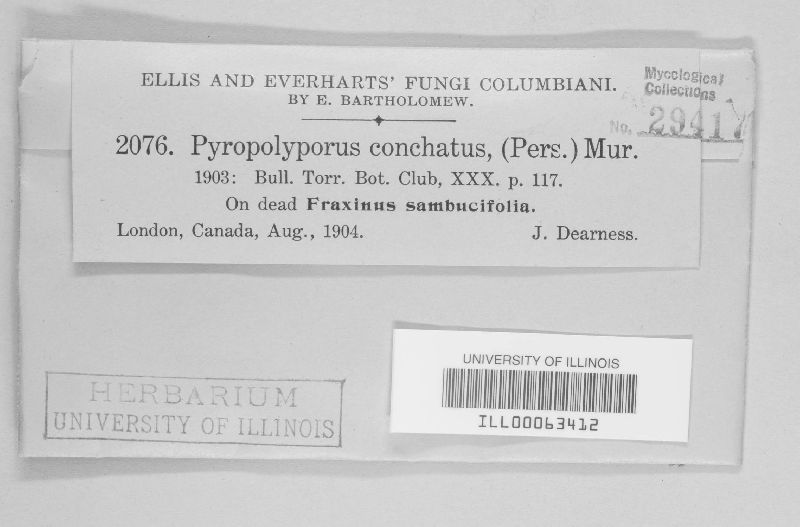 ELLIS AND EVERHARTS' FUNGI COLUMBIANI.
BY E. BARTHOLOMEW.
Mycological
Collections
No. 29417
2076. Pyropolyporus conchatus, (Pers.) Mur.
1903: Bull. Torr. Bot. Club, XXX. p. 117.
On dead Fraxinus sambucifolia.
London, Canada, Aug., 1904. J. Dearness.
UNIVERSITY OF ILLINOIS
ILL00063412
HERBARIUM
UNIVERSITY OF ILLINOIS